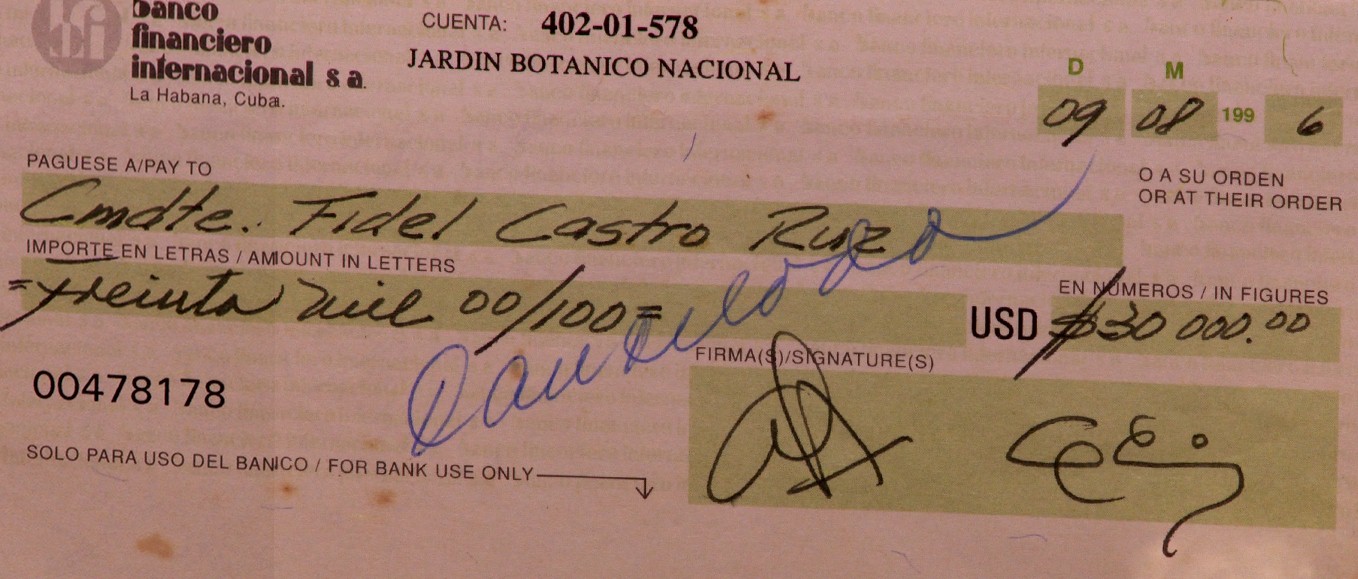 banco
financiero
internacional s a.
La Habana, Cuba.
CUENTA: 402-01-578
JARDIN BOTANICO NACIONAL
D M
09 08 199 6
PAGUESE A/PAY TO
O A SU ORDEN
OR AT THEIR ORDER
Cmdte. Fidel Castro Ruz
IMPORTE EN LETRAS / AMOUNT IN LETTERS
EN NUMEROS / IN FIGURES
=Treinta mil 00/100=
USD $30 000.00
Cancelado
FIRMA(S)/SIGNATURE(S)
00478178
SOLO PARA USO DEL BANICO / FOR BANK USE ONLY